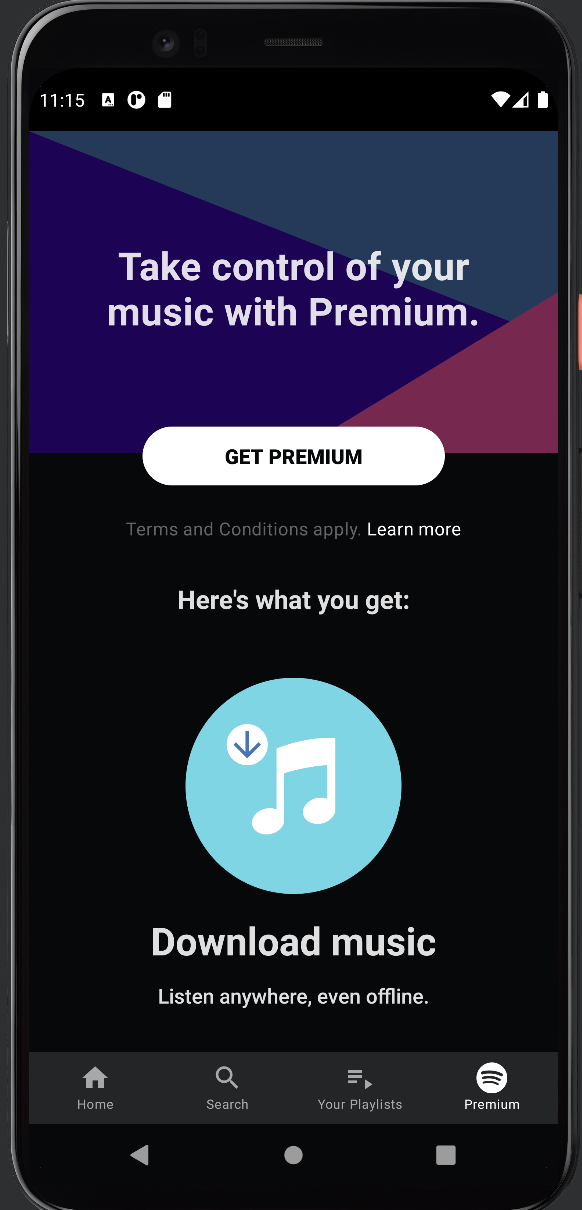 11:15
Take control of your
music with Premium.
GET PREMIUM
Terms and Conditions apply. Learn more
Here's what you get:
Download music
Listen anywhere, even offline.
Home Search Your Playlists Premium